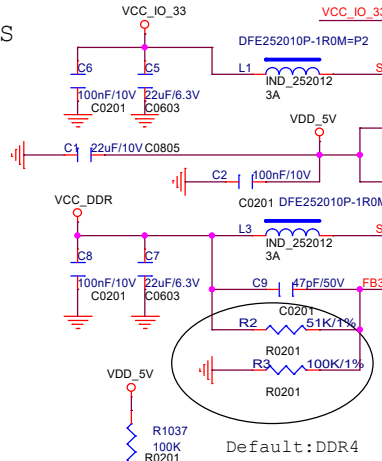 VCC_IO_33
VCC_IO_33
S
DFE252010P-1R0M=P2
C6
C5
L1
S
100nF/10V
22uF/6.3V
IND_252012
C0201
C0603
3A
VDD_5V
C1
22uF/10V
C0805
C2
100nF/10V
VCC_DDR
C0201
DFE252010P-1R0M
L3
S
C8
C7
IND_252012
3A
100nF/10V
22uF/6.3V
C9
47pF/50V
FB3
C0201
C0603
C0201
R2
51K/1%
R0201
R3
100K/1%
VDD_5V
R0201
R1037
100K
R0201
Default:DDR4